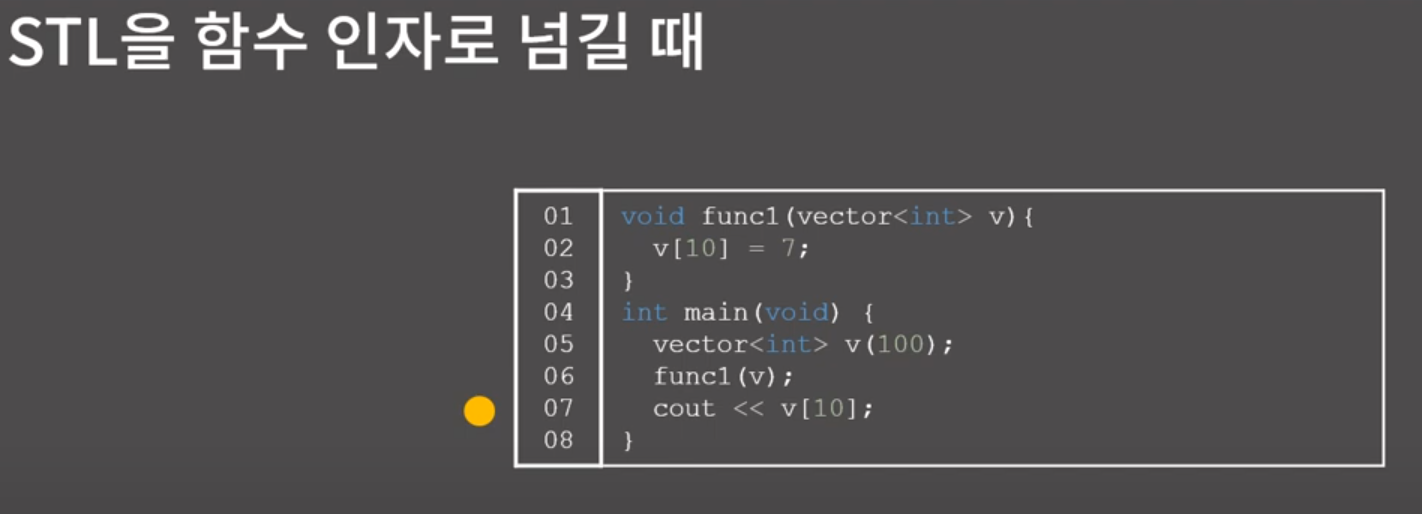 STL을 함수 인자로 넘길 때
01 void func1(vector<int> v){
02   v[10] = 7;
03 }
04 int main(void) {
05   vector<int> v(100);
06   func1(v);
07   cout << v[10];
08 }